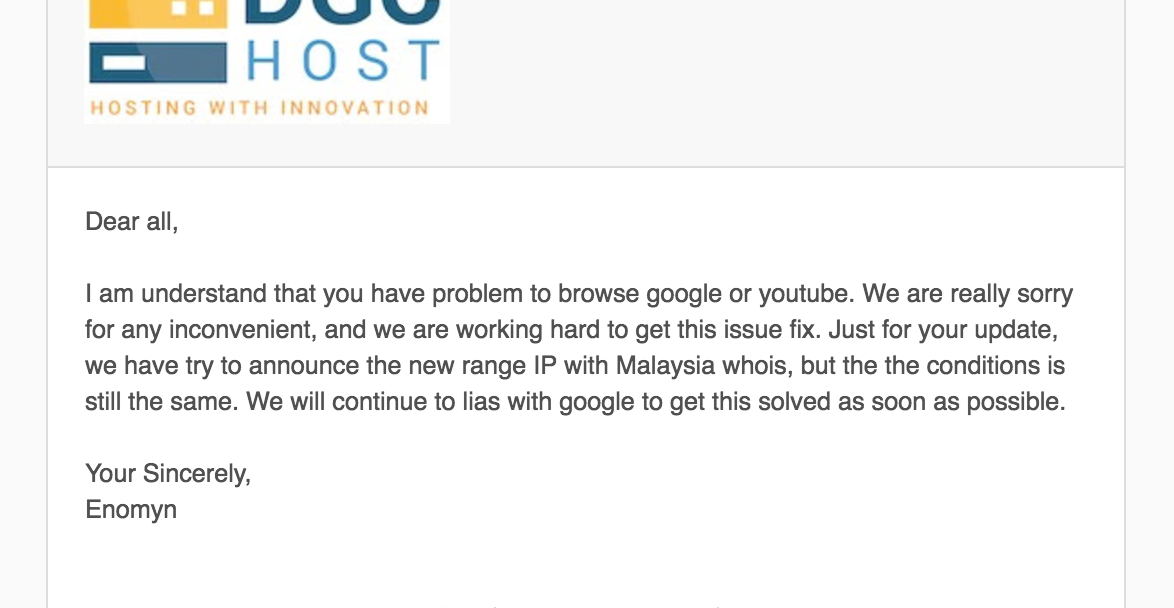 HOST
HOSTING WITH INNOVATION
Dear all,
I am understand that you have problem to browse google or youtube. We are really sorry
for any inconvenient, and we are working hard to get this issue fix. Just for your update,
we have try to announce the new range IP with Malaysia whois, but the the conditions is
still the same. We will continue to lias with google to get this solved as soon as possible.
Your Sincerely,
Enomyn